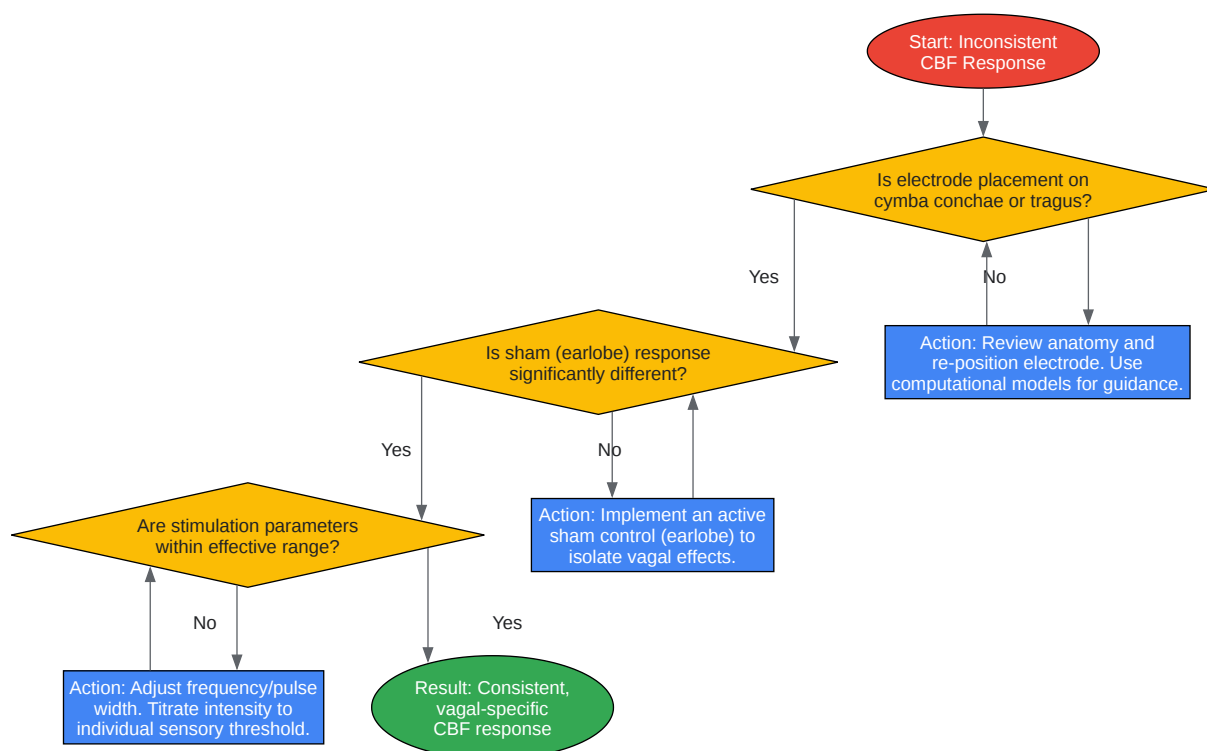 Start: Inconsistent
CBF Response
Is electrode placement on
cymba conchae or tragus?
Yes
No
Action: Review anatomy and
re-position electrode. Use
computational models for guidance.
Is sham (earlobe) response
significantly different?
Yes
No
Action: Implement an active
sham control (earlobe) to
isolate vagal effects.
Are stimulation parameters
within effective range?
No
Yes
Action: Adjust frequency/pulse
width. Titrate intensity to
individual sensory threshold.
Result: Consistent,
vagal-specific
CBF response